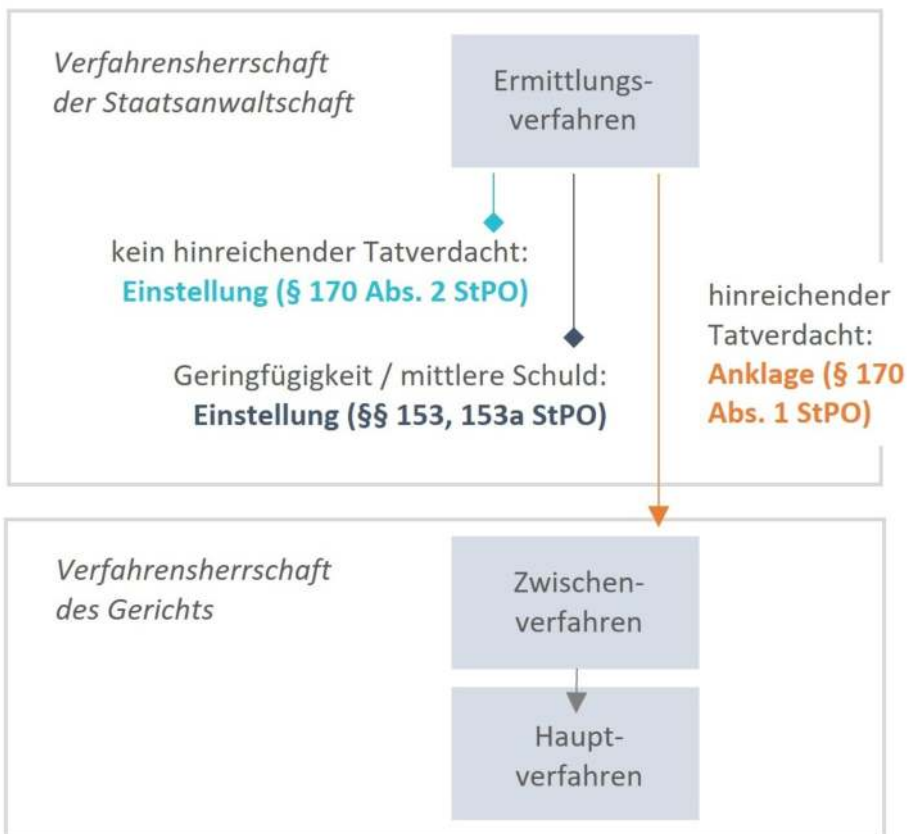 Verfahrensherrschaft
der Staatsanwaltschaft
Ermittlungs-
verfahren
kein hinreichender Tatverdacht:
Einstellung (§ 170 Abs. 2 StPO)
Geringfügigkeit / mittlere Schuld:
Einstellung (§§ 153, 153a StPO)
hinreichender
Tatverdacht:
Anklage (§ 170
Abs. 1 StPO)
Verfahrensherrschaft
des Gerichts
Zwischen-
verfahren
Haupt-
verfahren